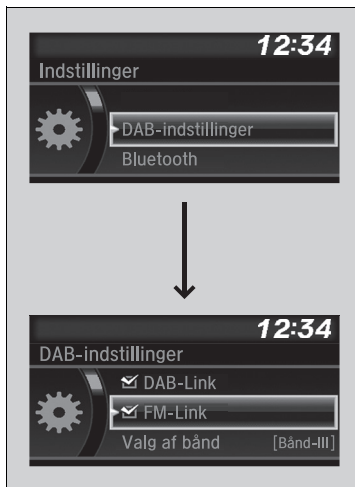 12:34
Indstillinger
DAB-indstillinger
Bluetooth
12:34
DAB-indstillinger
DAB-Link
FM-Link
Valg af bånd [Bånd-III]